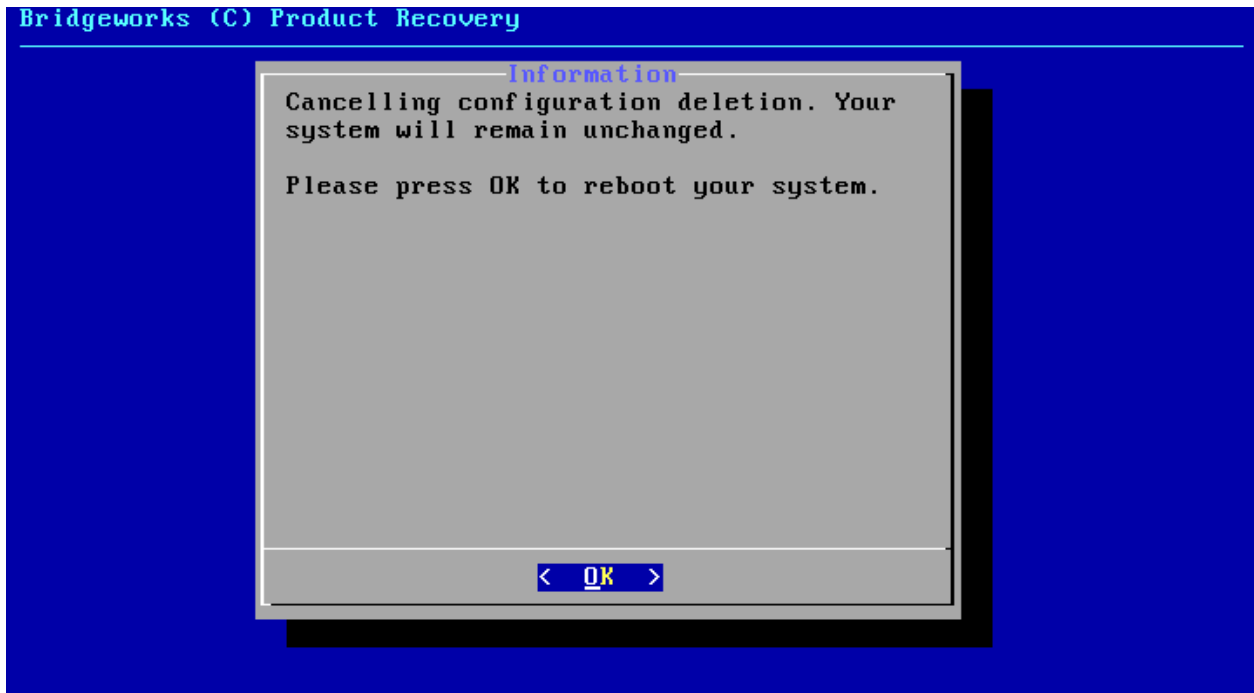 Bridgeworks (C) Product Recovery
Information
Cancelling configuration deletion. Your
system will remain unchanged.
Please press OK to reboot your system.
< OK >